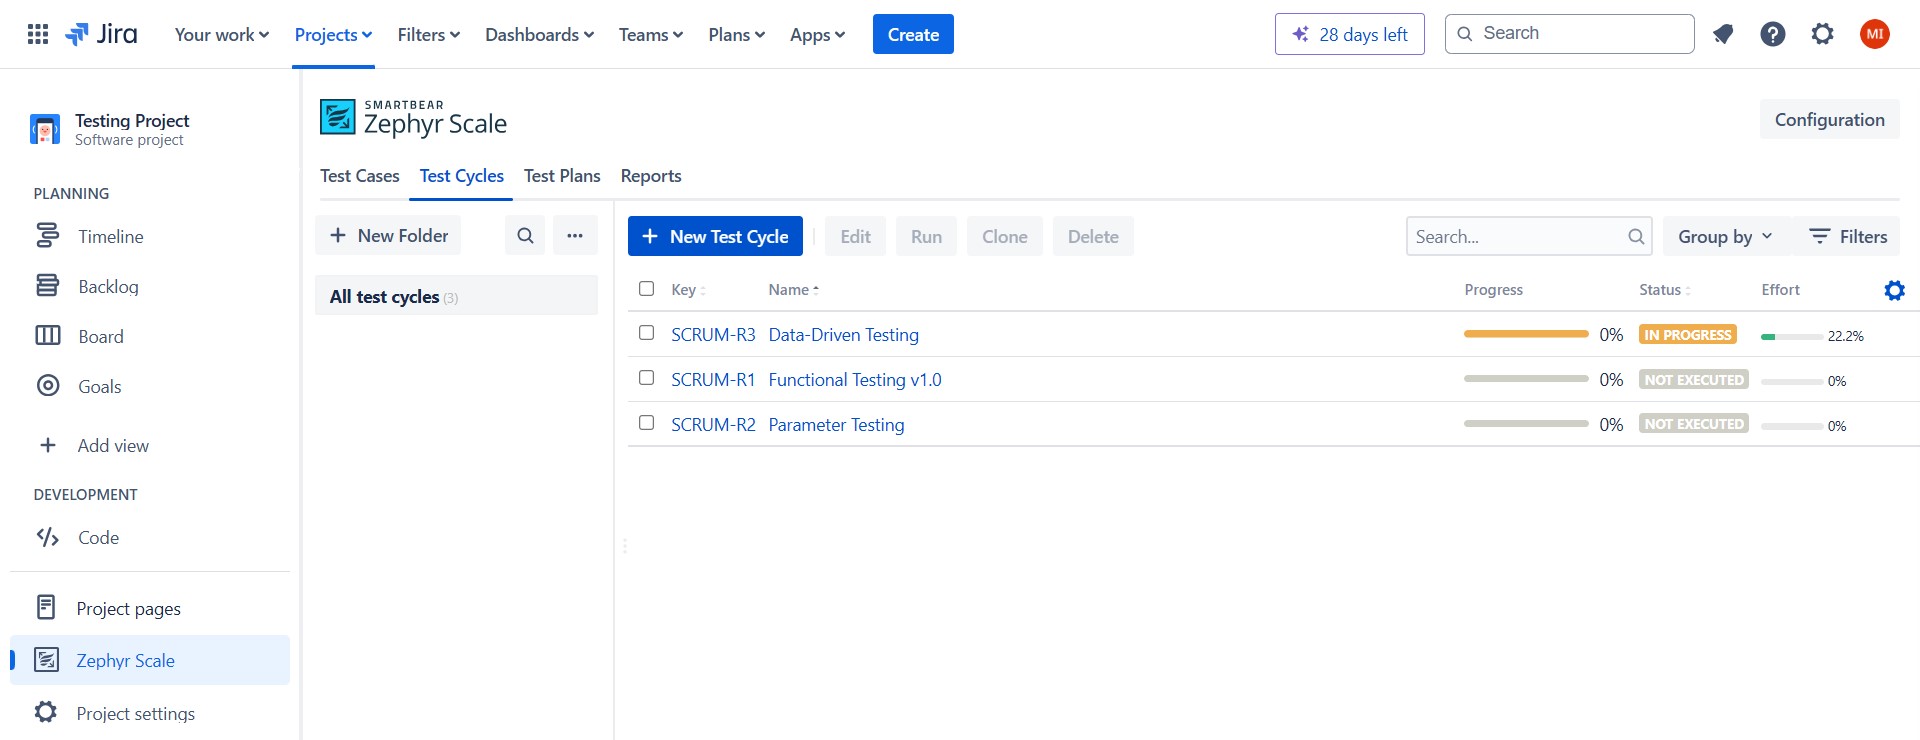 Jira
Your work
Projects
Filters
Dashboards
Teams
Plans
Apps
Create
28 days left
Search
MI
Testing Project
Software project
PLANNING
Timeline
Backlog
Board
Goals
Add view
DEVELOPMENT
Code
Project pages
Zephyr Scale
Project settings
SMARTBEAR
Zephyr Scale
Configuration
Test Cases Test Cycles Test Plans Reports
+ New Folder
...
All test cycles (3)
+ New Test Cycle
Edit
Run
Clone
Delete
Search...
Group by
Filters
Key Name Progress Status Effort
SCRUM-R3 Data-Driven Testing 0% IN PROGRESS 22.2%
SCRUM-R1 Functional Testing v1.0 0% NOT EXECUTED 0%
SCRUM-R2 Parameter Testing 0% NOT EXECUTED 0%